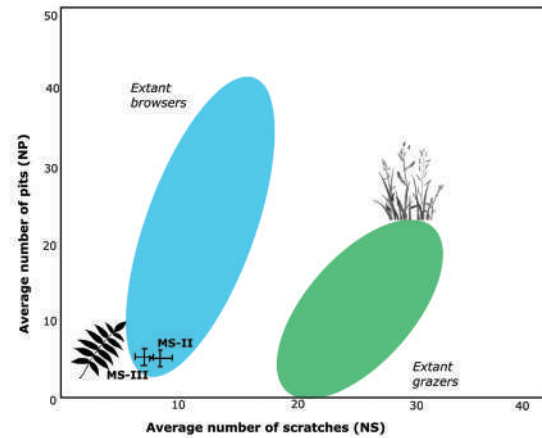 50
Extant
browsers
40
30
20
10
0
Average number of pits (NP)
MS-II
MS-III
Extant
grazers
10
20
30
40
Average number of scratches (NS)